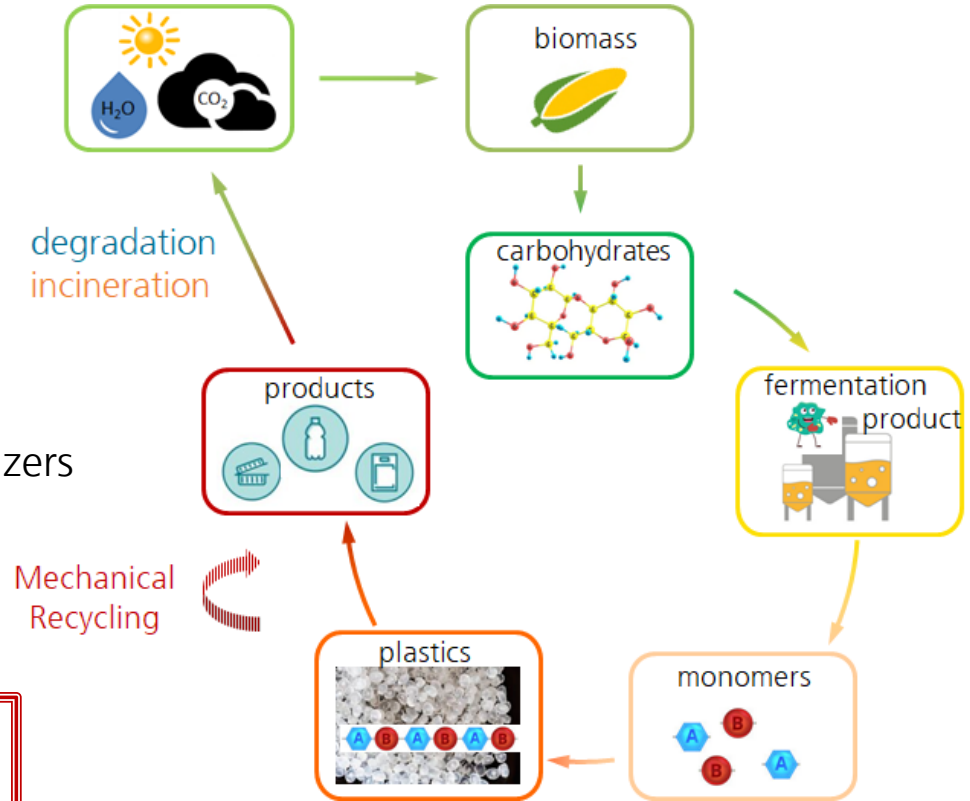 H₂O
CO₂
biomass
carbohydrates
fermentation
product
monomers
A
B
B
A
plastics
A B A B A B
products
degradation
incineration
zers
Mechanical
Recycling